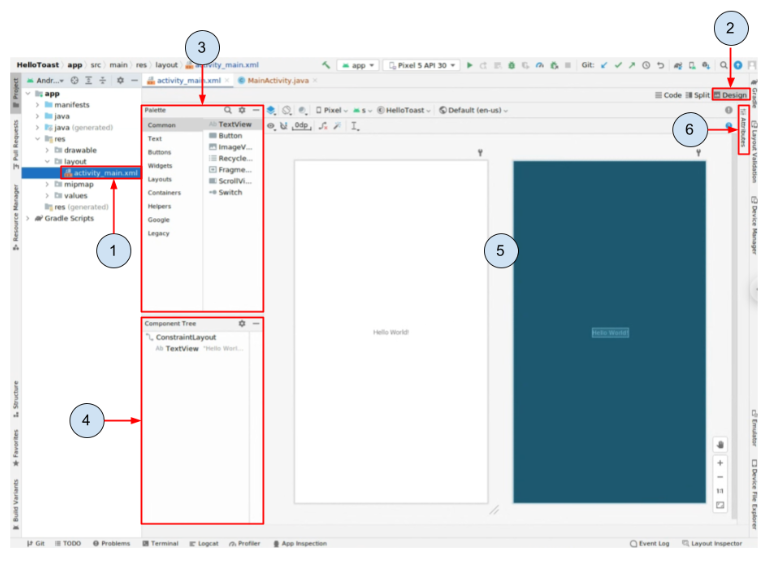 2
3
HelloToast app src main res layout activity_main.xml
app Pixel 5 API 30 Git:
Andr... activity_main.xml MainActivity.java
Code Split Design
Project
Pull Requests
Resource Manager
Structure
Favorites
Build Variants
app
manifests
java
java (generated)
res
drawable
layout
activity_main.xml
mipmap
values
res (generated)
Gradle Scripts
1
Palette
Common
Text
Buttons
Widgets
Layouts
Containers
Helpers
Google
Legacy
TextView
Button
ImageV...
Recycle...
Fragme...
ScrollVi...
Switch
Component Tree
ConstraintLayout
Ab TextView "Hello Worl...
4
Pixel s HelloToast Default (en-us)
0dp
5
Hello World!
Hello World!
1:1
6
Attributes
Gradle
Layout Validation
Device Manager
Emulator
Device File Explorer
Git TODO Problems Terminal Logcat Profiler App Inspection Event Log Layout Inspector